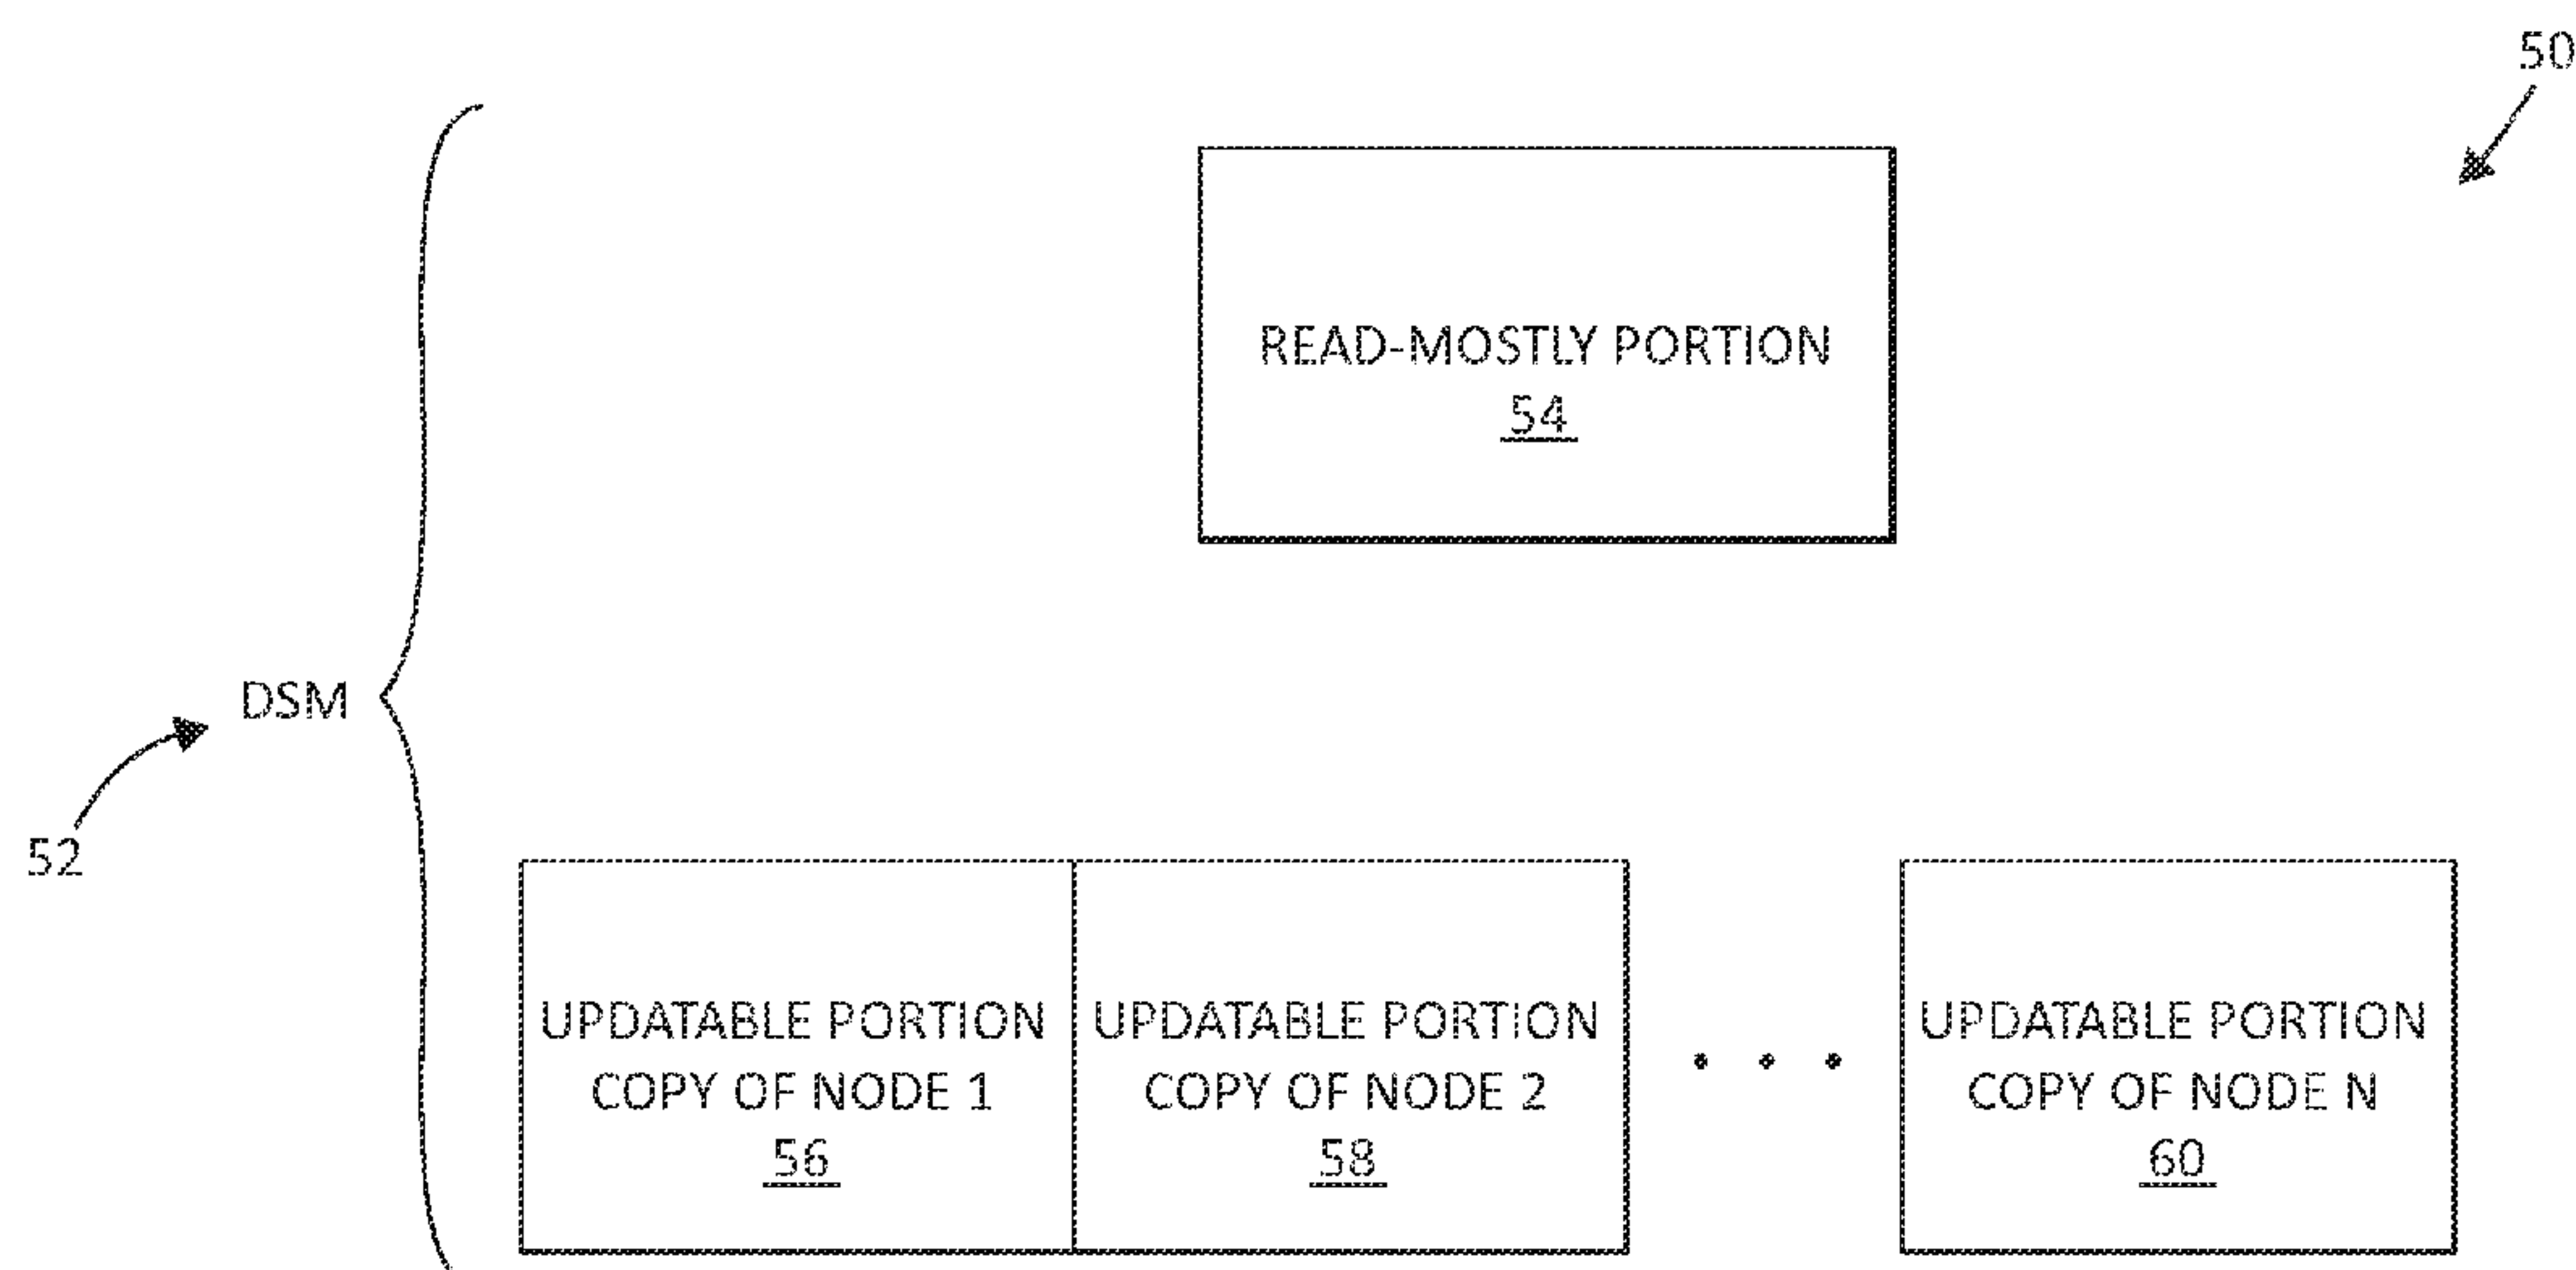 50
READ-MOSTLY PORTION
54
DSM
52
UPDATABLE PORTION
COPY OF NODE 1
56
UPDATABLE PORTION
COPY OF NODE 2
58
• • •
UPDATABLE PORTION
COPY OF NODE N
60